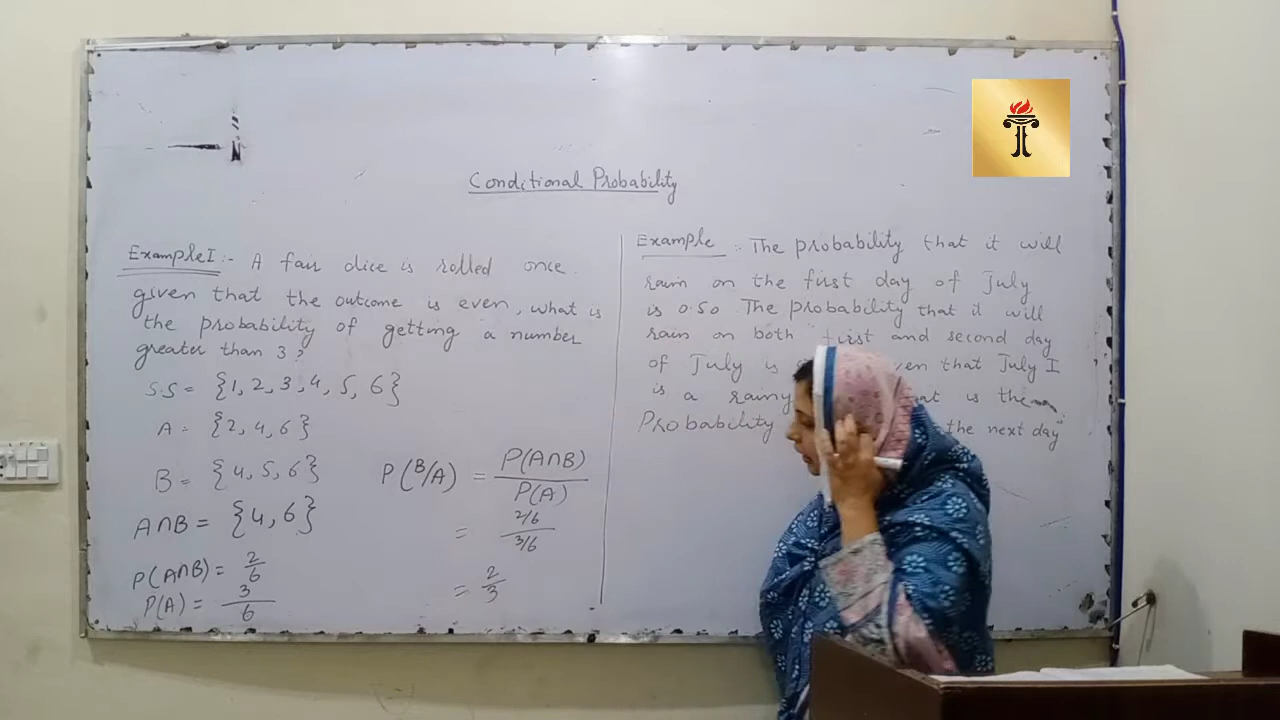 Conditional Probability
Example I :- A fair dice is rolled once.
given that the outcome is even, what is
the probability of getting a number
greater than 3?
S.S = {1, 2, 3, 4, 5, 6}
A = {2, 4, 6}
B = {4, 5, 6}
A∩B = {4, 6}
P(A∩B) = 2/6
P(A) = 3/6
P(B/A) = P(A∩B)/P(A)
= 2/6 / 3/6
= 2/3
Example :- The probability that it will
rain on the first day of July
is 0.50. The probability that it will
rain on both first and second day
of July is that July I
is a rainy is the
Probability the next day